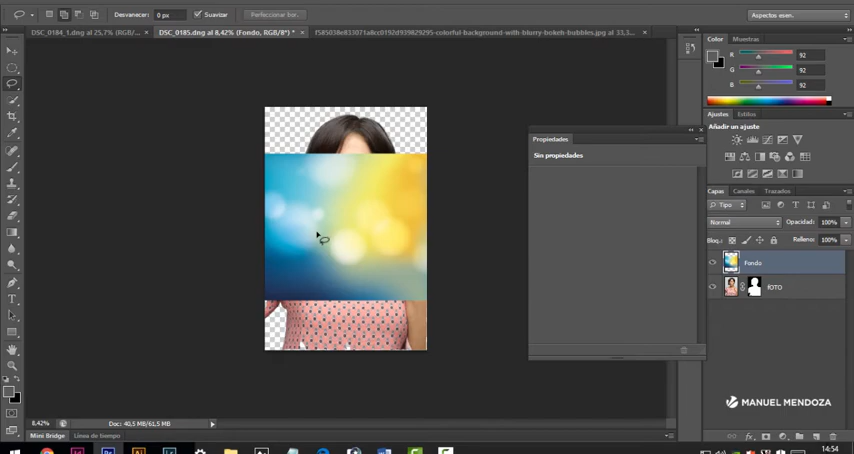 Desvanecer: 0 px Suavizar Perfeccionar bor... Aspectos esen.
DSC_0184_1.dng al 25,7% (RGB/... × DSC_0185.dng al 8,42% (Fondo, RGB/8*) * × f585038e833071a8cc0192d939829295-colorful-background-with-blurry-bokeh-bubbles.jpg al 33,3... ×
Color Muestras
R 92
G 92
B 92
Propiedades
Sin propiedades
Ajustes Estilos
Añadir un ajuste
Capas Canales Trazados
Tipo
Normal Opacidad: 100%
Bloq.: Relleno: 100%
Fondo
fOTO
MANUEL MENDOZA
8,42% Doc: 40,5 MB/61,5 MB
Mini Bridge Línea de tiempo
14:54